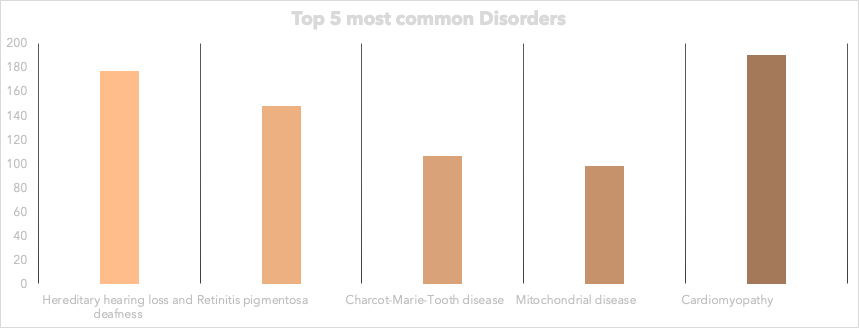 Top 5 most common Disorders
200
180
160
140
120
100
80
60
40
20
0
Hereditary hearing loss and deafness
Retinitis pigmentosa
Charcot-Marie-Tooth disease
Mitochondrial disease
Cardiomyopathy